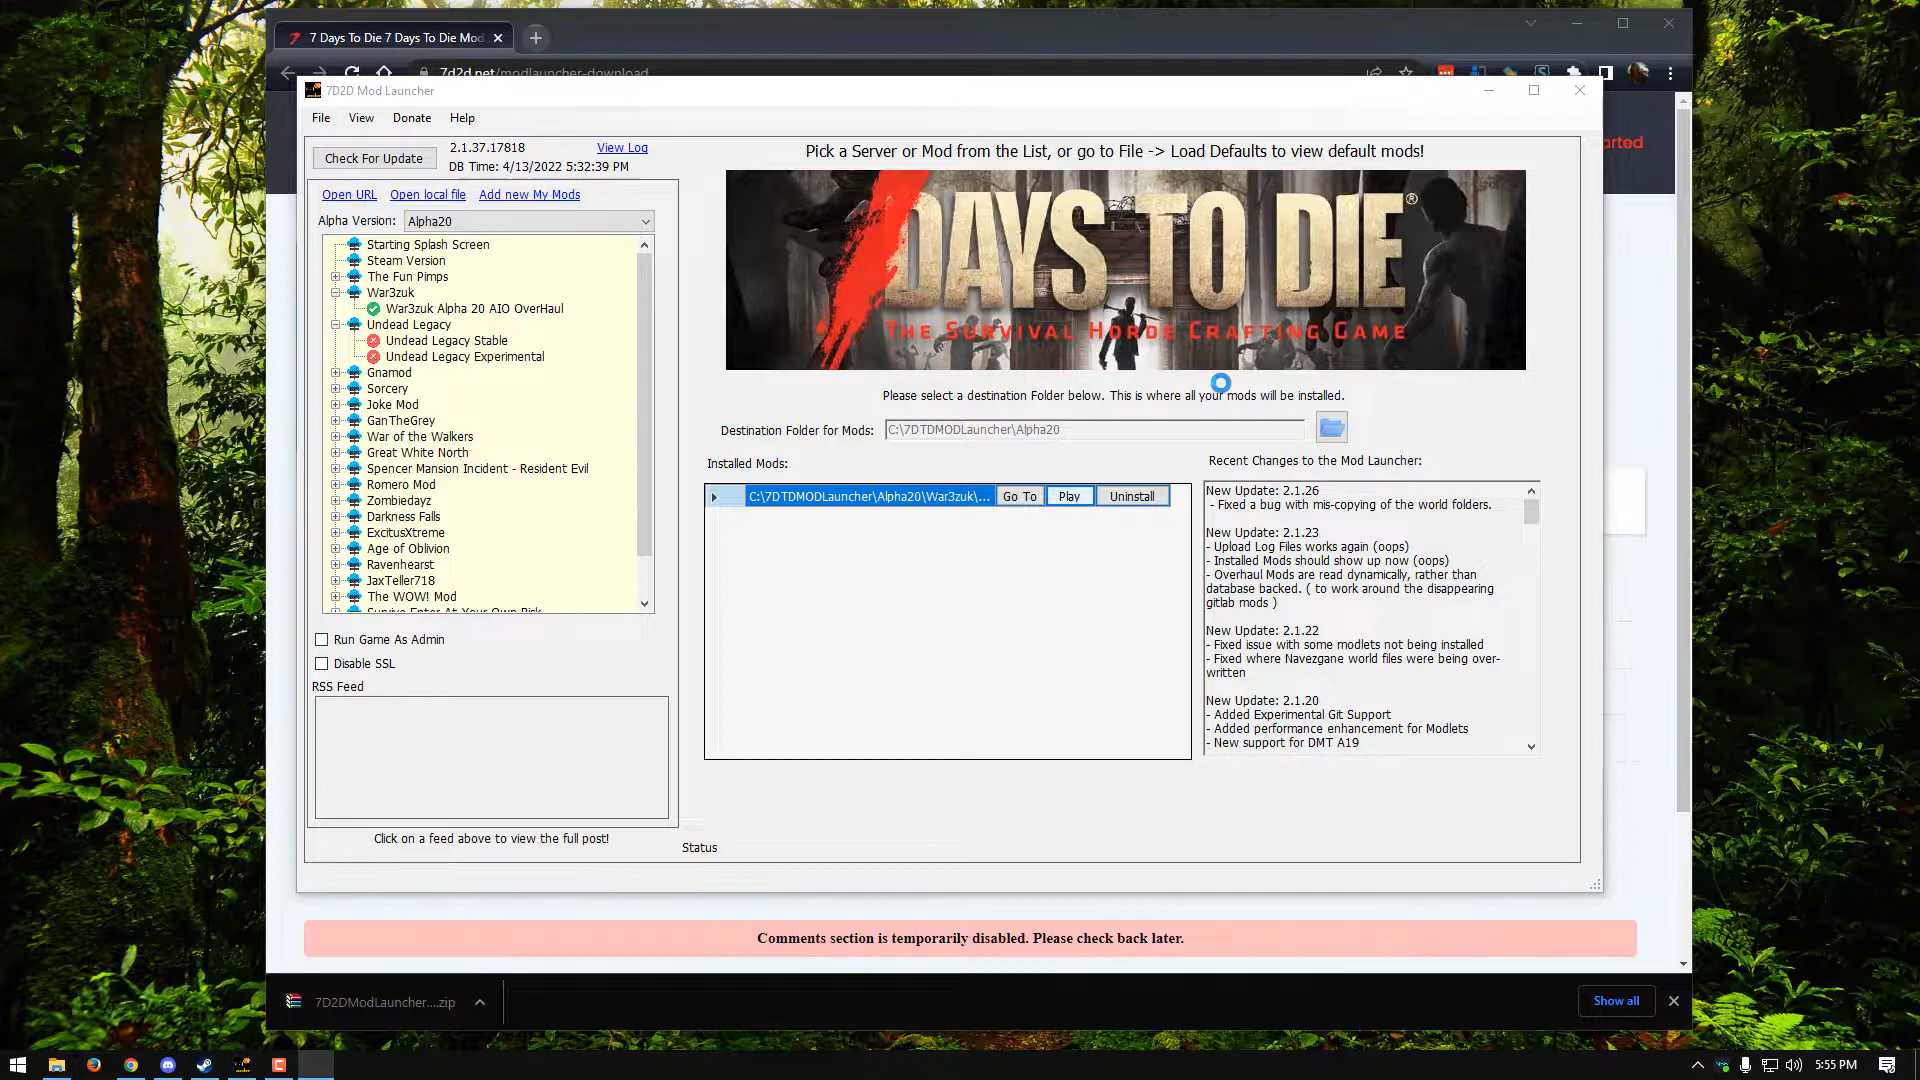 7 Days To Die 7 Days To Die Mod
7d2d.net/modlauncher-download
7D2D Mod Launcher
File View Donate Help
arted
Check For Update
2.1.37.17818
View Log
DB Time: 4/13/2022 5:32:39 PM
Pick a Server or Mod from the List, or go to File -> Load Defaults to view default mods!
Open URL Open local file Add new My Mods
Alpha Version: Alpha20
Starting Splash Screen
Steam Version
The Fun Pimps
War3zuk
War3zuk Alpha 20 AIO OverHaul
Undead Legacy
Undead Legacy Stable
Undead Legacy Experimental
Gnamod
Sorcery
Joke Mod
GanTheGrey
War of the Walkers
Great White North
Spencer Mansion Incident - Resident Evil
Romero Mod
Zombiedayz
Darkness Falls
ExcitusXtreme
Age of Oblivion
Ravenhearst
JaxTeller718
The WOW! Mod
Survive Enter At Your Own Risk
7 DAYS TO DIE®
THE SURVIVAL HORDE CRAFTING GAME
Please select a destination Folder below. This is where all your mods will be installed.
Destination Folder for Mods: C:\7DTDMODLauncher\Alpha20
Installed Mods:
C:\7DTDMODLauncher\Alpha20\War3zuk\... Go To Play Uninstall
Recent Changes to the Mod Launcher:
New Update: 2.1.26
- Fixed a bug with mis-copying of the world folders.
New Update: 2.1.23
- Upload Log Files works again (oops)
- Installed Mods should show up now (oops)
- Overhaul Mods are read dynamically, rather than
database backed. ( to work around the disappearing
gitlab mods )
New Update: 2.1.22
- Fixed issue with some modlets not being installed
- Fixed where Navezgane world files were being over-
written
New Update: 2.1.20
- Added Experimental Git Support
- Added performance enhancement for Modlets
- New support for DMT A19
Run Game As Admin
Disable SSL
RSS Feed
Click on a feed above to view the full post!
Status
Comments section is temporarily disabled. Please check back later.
7D2DModLauncher....zip
Show all
5:55 PM